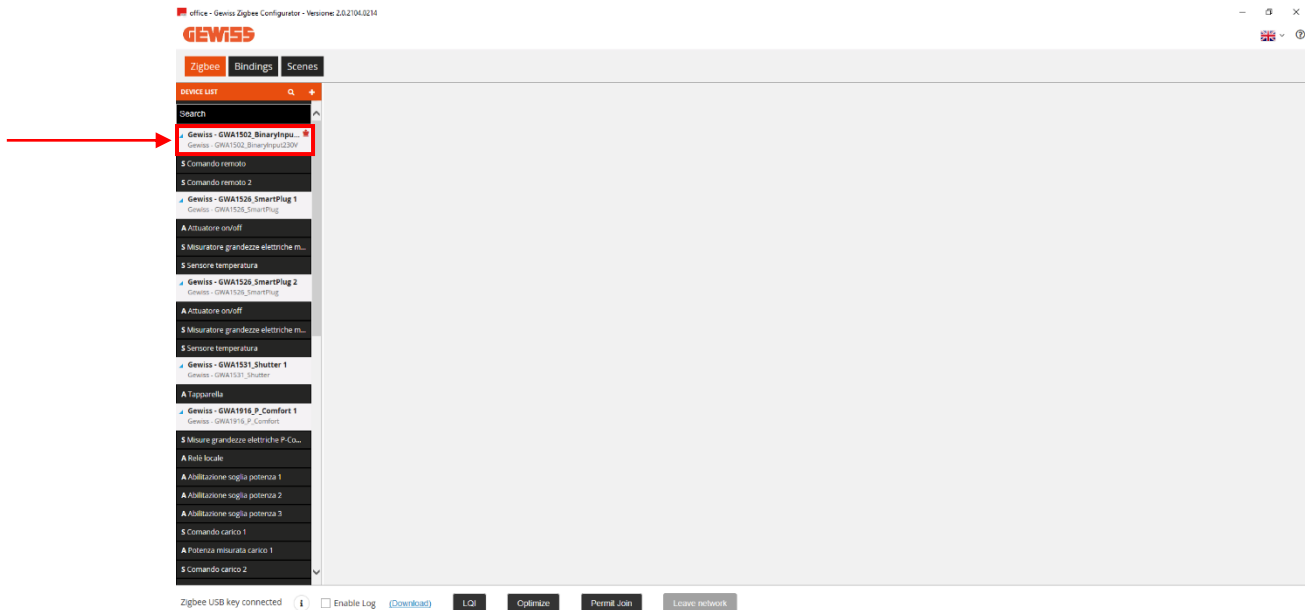 office - Gewiss Zigbee Configurator - Versione: 2.0.2104.0214
GEWISS
Zigbee Bindings Scenes
DEVICE LIST
Search
Gewiss - GWA1502_BinaryInpu...
Gewiss - GWA1502_BinaryInput230V
S Comando remoto
S Comando remoto 2
Gewiss - GWA1526_SmartPlug 1
Gewiss - GWA1526_SmartPlug
A Attuatore on/off
S Misuratore grandezze elettriche m...
S Sensore temperatura
Gewiss - GWA1526_SmartPlug 2
Gewiss - GWA1526_SmartPlug
A Attuatore on/off
S Misuratore grandezze elettriche m...
S Sensore temperatura
Gewiss - GWA1531_Shutter 1
Gewiss - GWA1531_Shutter
A Tapparella
Gewiss - GWA1916_P_Comfort 1
Gewiss - GWA1916_P_Comfort
S Misure grandezze elettriche P-Co...
A Relè locale
A Abilitazione soglia potenza 1
A Abilitazione soglia potenza 2
A Abilitazione soglia potenza 3
S Comando carico 1
A Potenza misurata carico 1
S Comando carico 2
Zigbee USB key connected i Enable Log (Download) LQI Optimize Permit Join Leave network